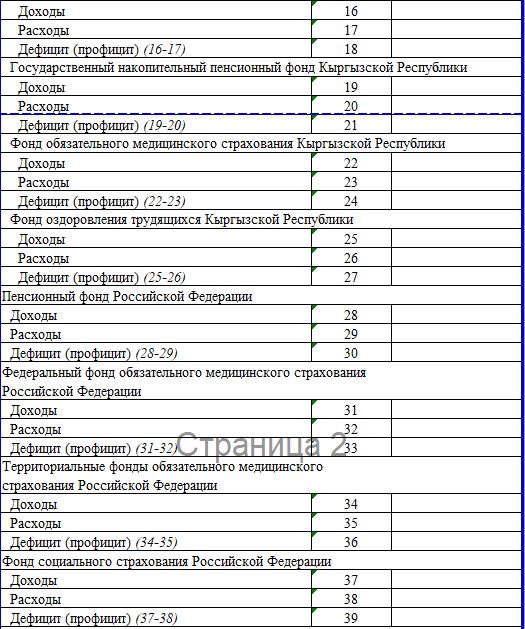 Доходы 16
Расходы 17
Дефицит (профицит) (16-17) 18
Государственный накопительный пенсионный фонд Кыргызской Республики
Доходы 19
Расходы 20
Дефицит (профицит) (19-20) 21
Фонд обязательного медицинского страхования Кыргызской Республики
Доходы 22
Расходы 23
Дефицит (профицит) (22-23) 24
Фонд оздоровления трудящихся Кыргызской Республики
Доходы 25
Расходы 26
Дефицит (профицит) (25-26) 27
Пенсионный фонд Российской Федерации
Доходы 28
Расходы 29
Дефицит (профицит) (28-29) 30
Федеральный фонд обязательного медицинского страхования
Российской Федерации
Доходы 31
Расходы 32
Дефицит (профицит) (31-32) 33
Страница 2
Территориальные фонды обязательного медицинского
страхования Российской Федерации
Доходы 34
Расходы 35
Дефицит (профицит) (34-35) 36
Фонд социального страхования Российской Федерации
Доходы 37
Расходы 38
Дефицит (профицит) (37-38) 39